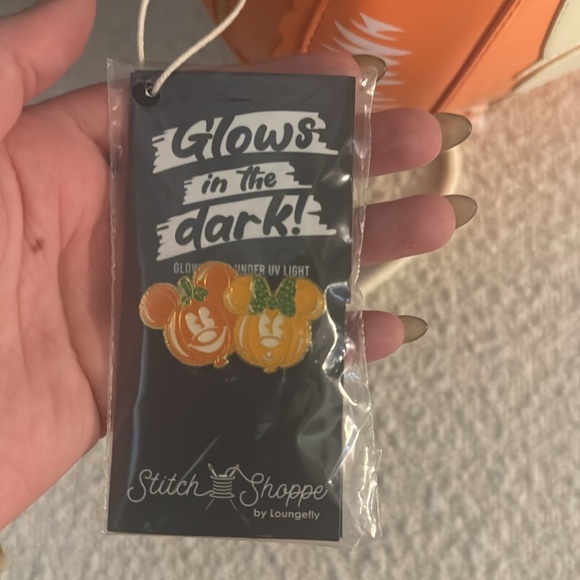 Glows
in the
dark!
UNDER UV LIGHT
Stitch Shoppe
by Loungefly